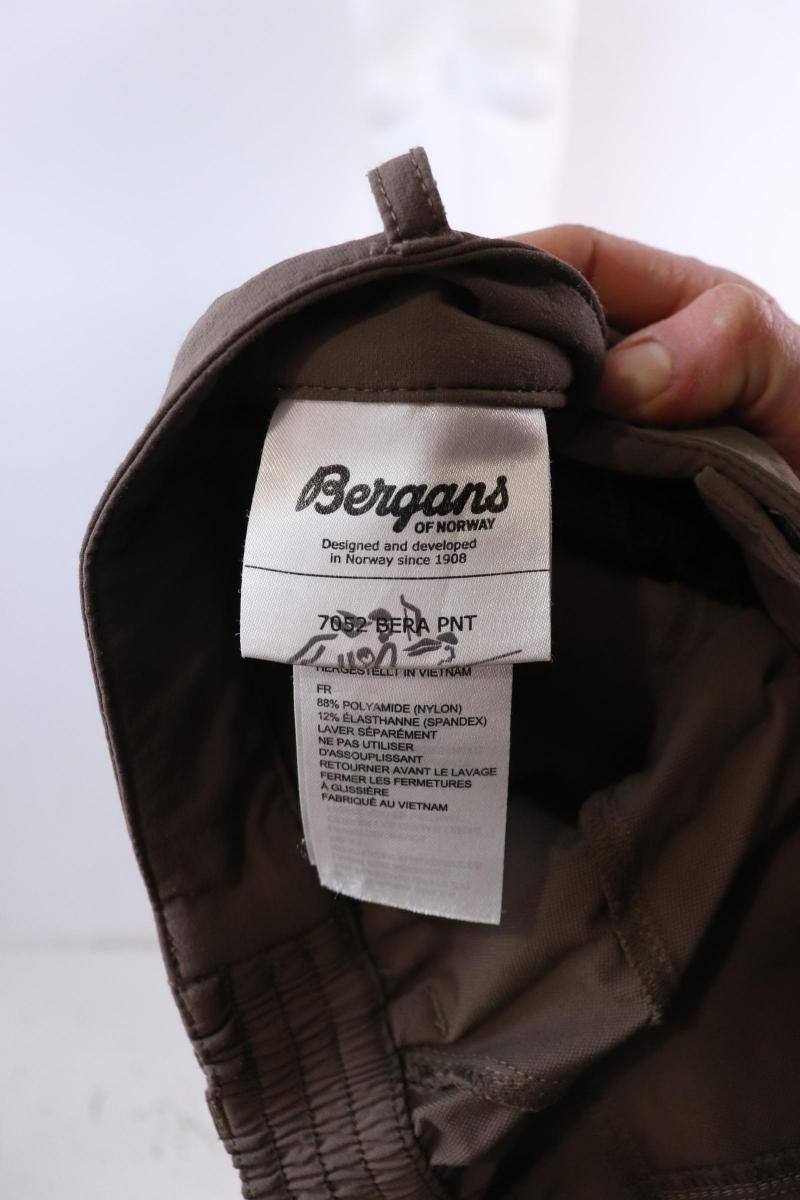 Bergans
OF NORWAY
Designed and developed
in Norway since 1908
7052 BERA PNT
HERGESTELLT IN VIETNAM
FR
88% POLYAMIDE (NYLON)
12% ÉLASTHANNE (SPANDEX)
LAVER SÉPARÉMENT
NE PAS UTILISER
D'ASSOUPLISSANT
RETOURNER AVANT LE LAVAGE
FERMER LES FERMETURES
À GLISSIÈRE
FABRIQUÉ AU VIETNAM